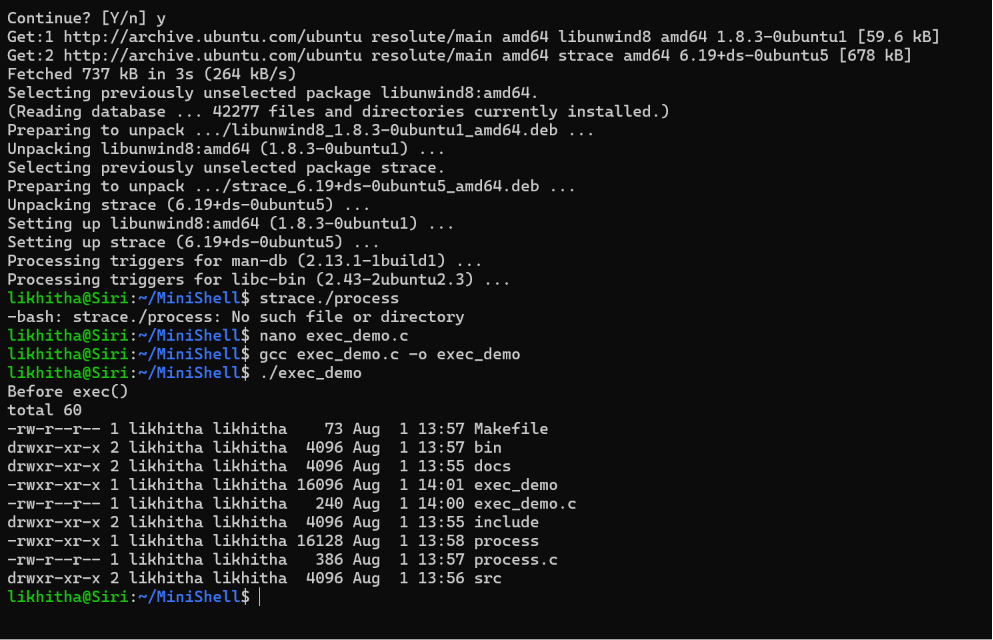 Continue? [Y/n] y
Get:1 http://archive.ubuntu.com/ubuntu resolute/main amd64 libunwind8 amd64 1.8.3-0ubuntu1 [59.6 kB]
Get:2 http://archive.ubuntu.com/ubuntu resolute/main amd64 strace amd64 6.19+ds-0ubuntu5 [678 kB]
Fetched 737 kB in 3s (264 kB/s)
Selecting previously unselected package libunwind8:amd64.
(Reading database ... 42277 files and directories currently installed.)
Preparing to unpack .../libunwind8_1.8.3-0ubuntu1_amd64.deb ...
Unpacking libunwind8:amd64 (1.8.3-0ubuntu1) ...
Selecting previously unselected package strace.
Preparing to unpack .../strace_6.19+ds-0ubuntu5_amd64.deb ...
Unpacking strace (6.19+ds-0ubuntu5) ...
Setting up libunwind8:amd64 (1.8.3-0ubuntu1) ...
Setting up strace (6.19+ds-0ubuntu5) ...
Processing triggers for man-db (2.13.1-1build1) ...
Processing triggers for libc-bin (2.43-2ubuntu2.3) ...
likhitha@Siri:~/MiniShell$ strace./process
-bash: strace./process: No such file or directory
likhitha@Siri:~/MiniShell$ nano exec_demo.c
likhitha@Siri:~/MiniShell$ gcc exec_demo.c -o exec_demo
likhitha@Siri:~/MiniShell$ ./exec_demo
Before exec()
total 60
-rw-r--r-- 1 likhitha likhitha    73 Aug  1 13:57 Makefile
drwxr-xr-x 2 likhitha likhitha  4096 Aug  1 13:57 bin
drwxr-xr-x 2 likhitha likhitha  4096 Aug  1 13:55 docs
-rwxr-xr-x 1 likhitha likhitha 16096 Aug  1 14:01 exec_demo
-rw-r--r-- 1 likhitha likhitha   240 Aug  1 14:00 exec_demo.c
drwxr-xr-x 2 likhitha likhitha  4096 Aug  1 13:55 include
-rwxr-xr-x 1 likhitha likhitha 16128 Aug  1 13:58 process
-rw-r--r-- 1 likhitha likhitha   386 Aug  1 13:57 process.c
drwxr-xr-x 2 likhitha likhitha  4096 Aug  1 13:56 src
likhitha@Siri:~/MiniShell$